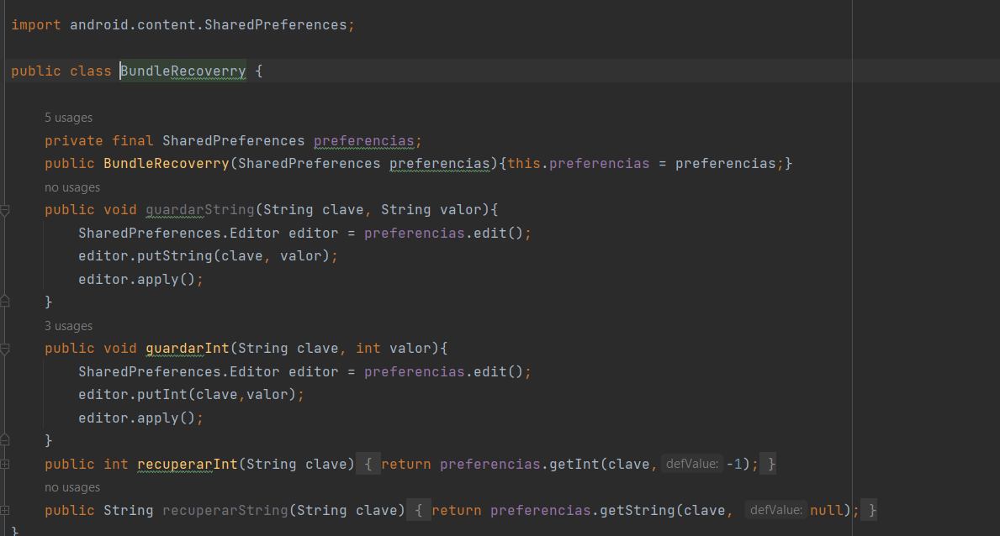 import android.content.SharedPreferences;
public class BundleRecoverry {
5 usages
private final SharedPreferences preferencias;
public BundleRecoverry(SharedPreferences preferencias){this.preferencias = preferencias;}
no usages
public void guardarString(String clave, String valor){
SharedPreferences.Editor editor = preferencias.edit();
editor.putString(clave, valor);
editor.apply();
}
3 usages
public void guardarInt(String clave, int valor){
SharedPreferences.Editor editor = preferencias.edit();
editor.putInt(clave,valor);
editor.apply();
}
public int recuperarInt(String clave) { return preferencias.getInt(clave, defValue: -1); }
no usages
public String recuperarString(String clave) { return preferencias.getString(clave, defValue: null); }
}